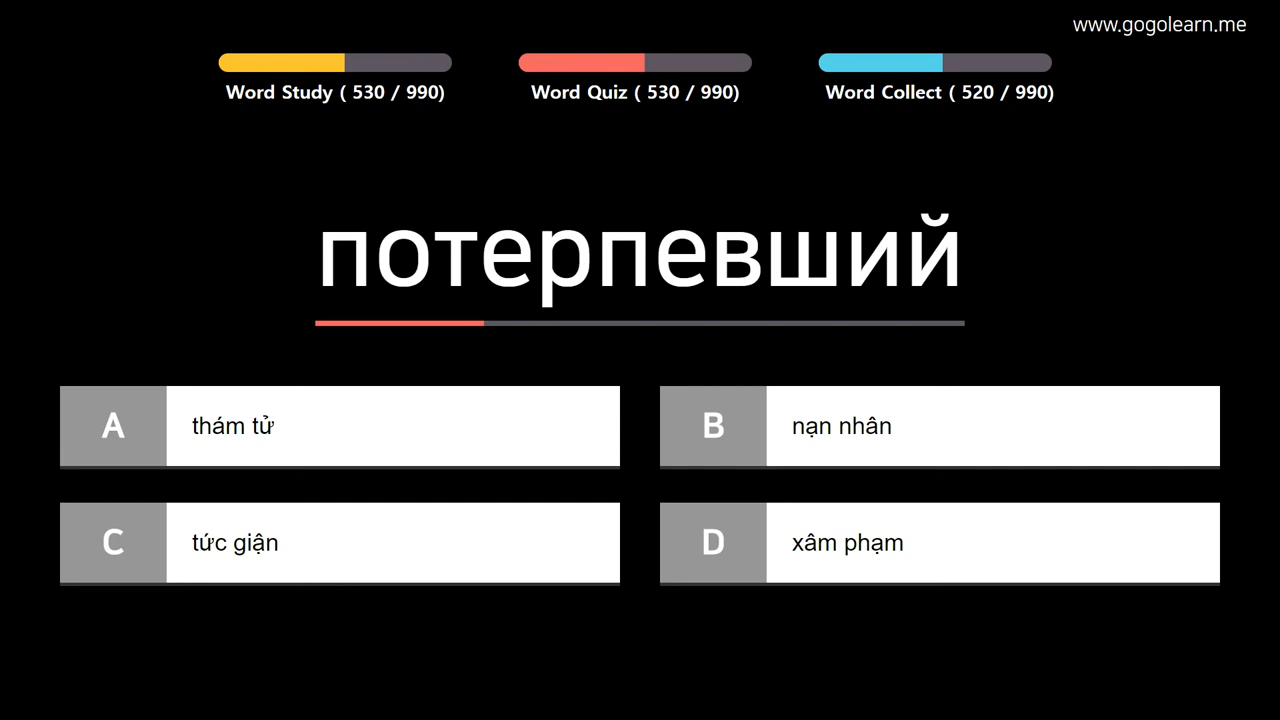 www.gogolearn.me
Word Study ( 530 / 990)
Word Quiz ( 530 / 990)
Word Collect ( 520 / 990)
потерпевший
A thám tử
B nạn nhân
C tức giận
D xâm phạm